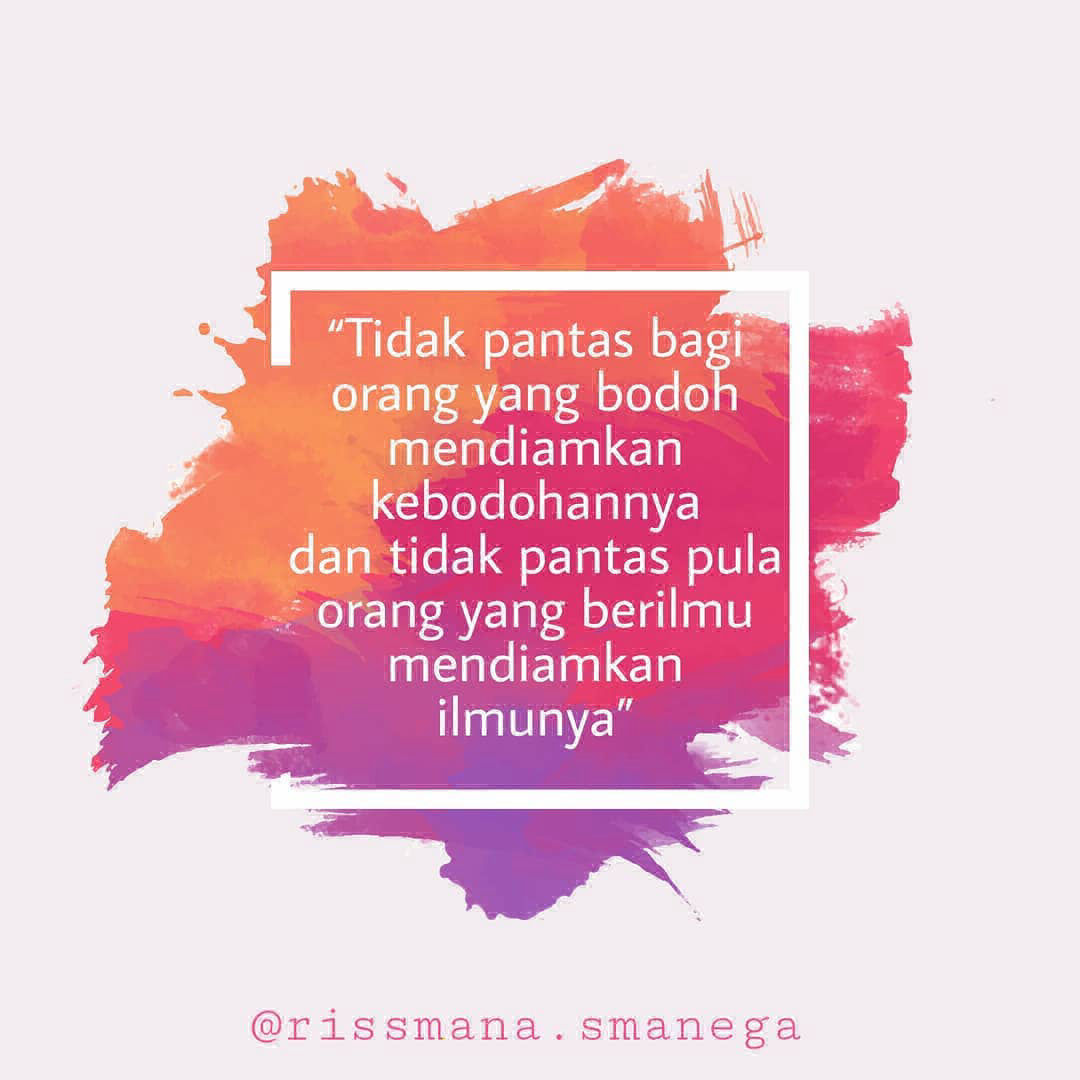 “Tidak pantas bagi
orang yang bodoh
mendiamkan
kebodohannya
dan tidak pantas pula
orang yang berilmu
mendiamkan
ilmunya”
@rissmana.smanega